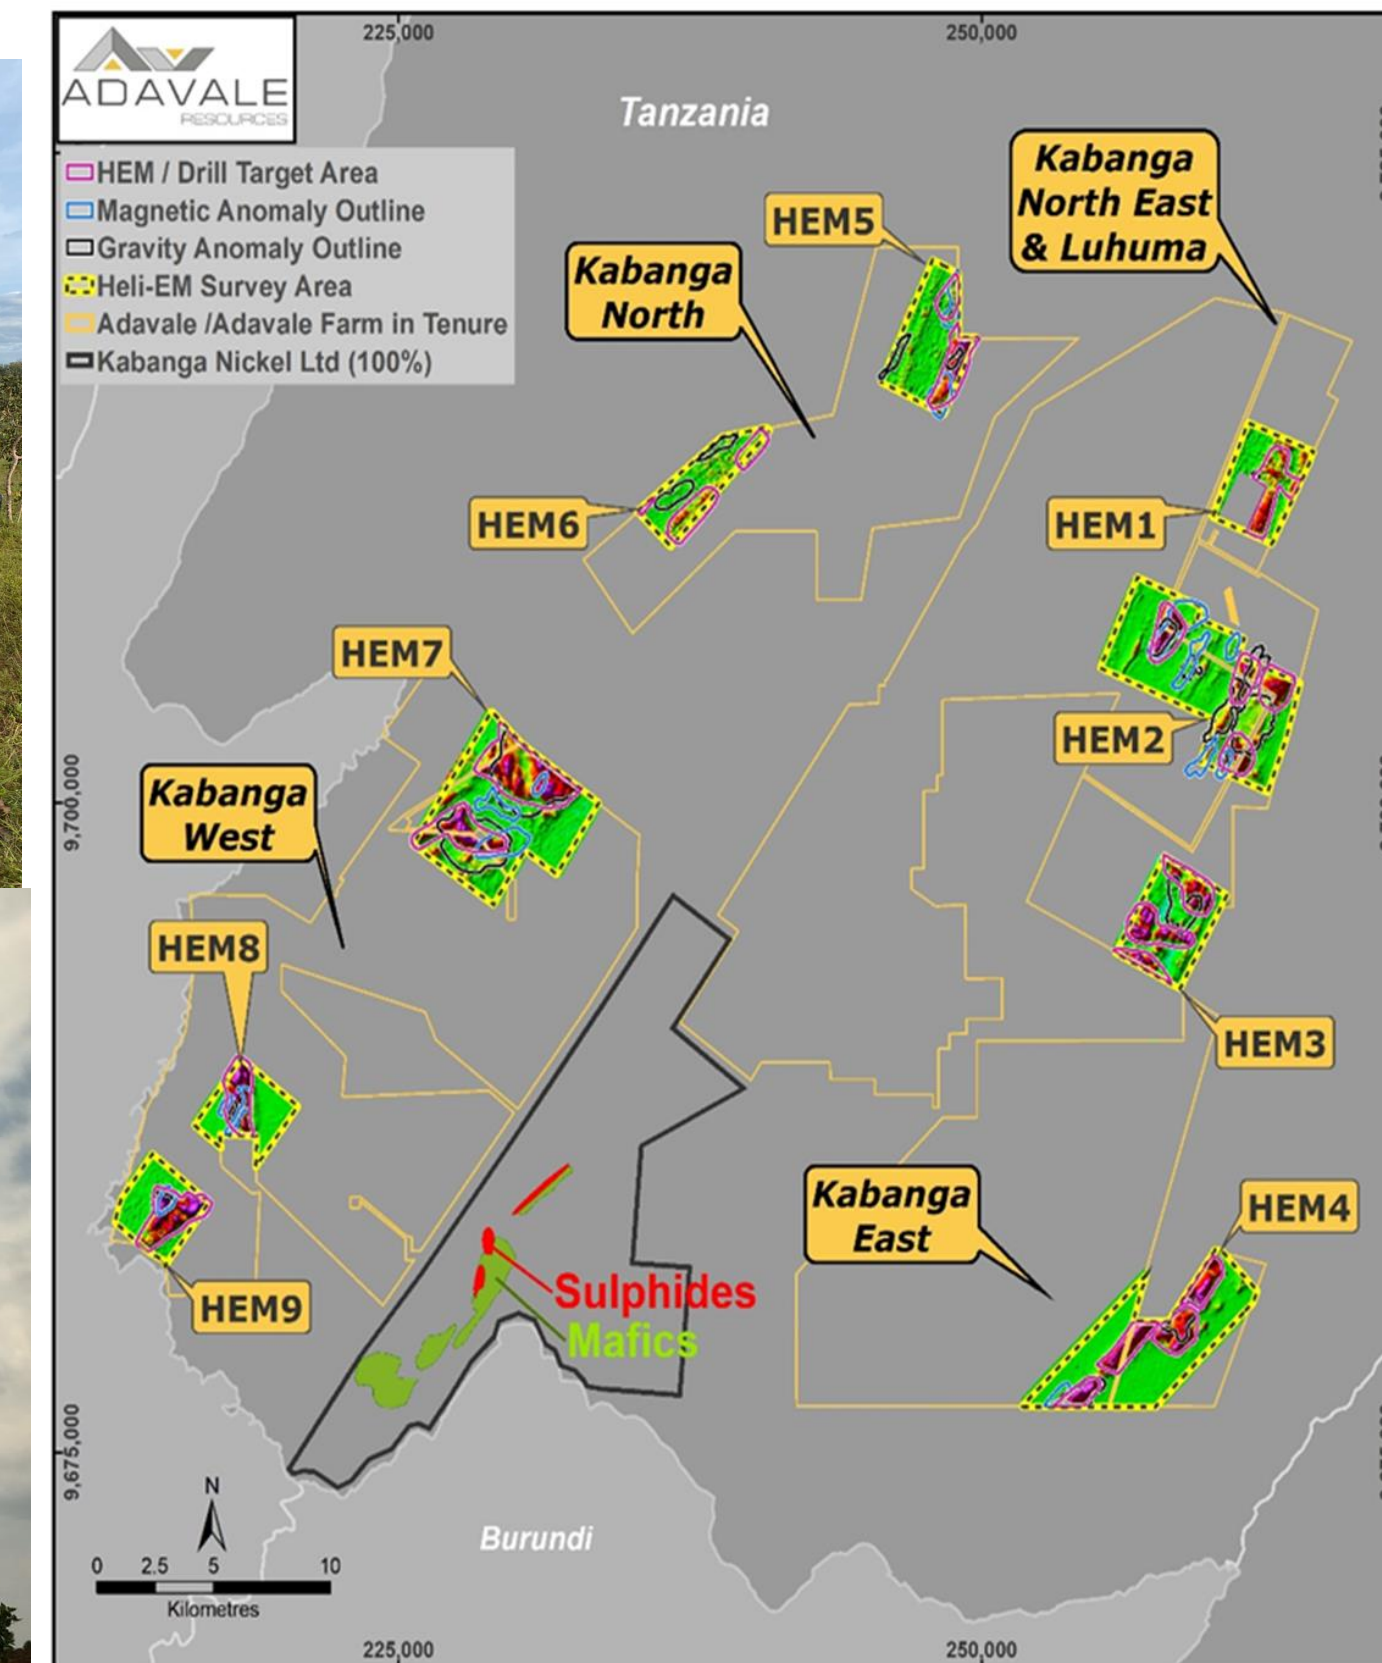 225,000
250,000
ADAVALE
RESOURCES
Tanzania
HEM / Drill Target Area
Magnetic Anomaly Outline
Gravity Anomaly Outline
Heli-EM Survey Area
Adavale /Adavale Farm in Tenure
Kabanga Nickel Ltd (100%)
Kabanga
North East
& Luhuma
HEM5
Kabanga
North
HEM6
HEM1
HEM7
HEM2
Kabanga
West
9,700,000
HEM8
HEM3
Kabanga
East
HEM4
HEM9
Sulphides
Mafics
9,675,000
N
Burundi
0 2.5 5 10
Kilometres
225,000
250,000